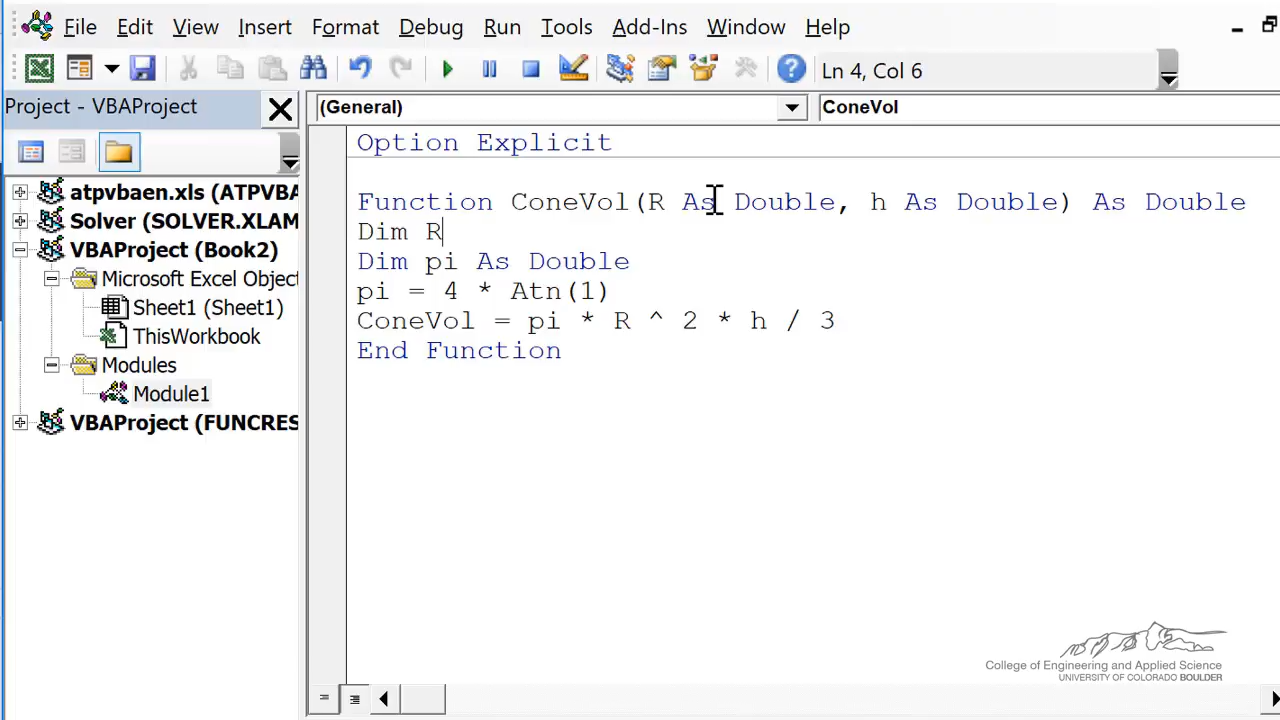 File Edit View Insert Format Debug Run Tools Add-Ins Window Help
Ln 4, Col 6
Project - VBAProject
(General)
ConeVol
atpvbaen.xls (ATPVBA
Solver (SOLVER.XLAM
VBAProject (Book2)
Microsoft Excel Object
Sheet1 (Sheet1)
ThisWorkbook
Modules
Module1
VBAProject (FUNCRES
Option Explicit
Function ConeVol(R As Double, h As Double) As Double
Dim R
Dim pi As Double
pi = 4 * Atn(1)
ConeVol = pi * R ^ 2 * h / 3
End Function
College of Engineering and Applied Science
UNIVERSITY OF COLORADO BOULDER